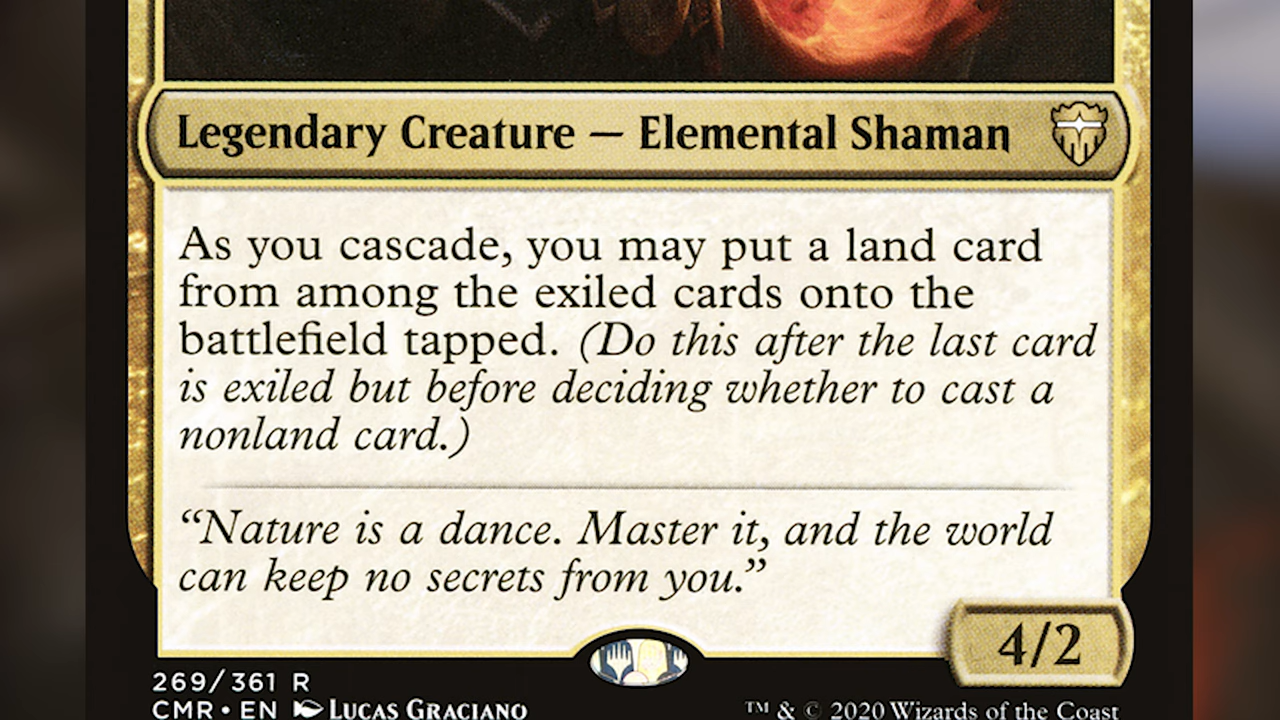 Legendary Creature — Elemental Shaman
As you cascade, you may put a land card
from among the exiled cards onto the
battlefield tapped. (Do this after the last card
is exiled but before deciding whether to cast a
nonland card.)
“Nature is a dance. Master it, and the world
can keep no secrets from you.”
4/2
269/361 R
CMR • EN LUCAS GRACIANO
™ & © 2020 Wizards of the Coast